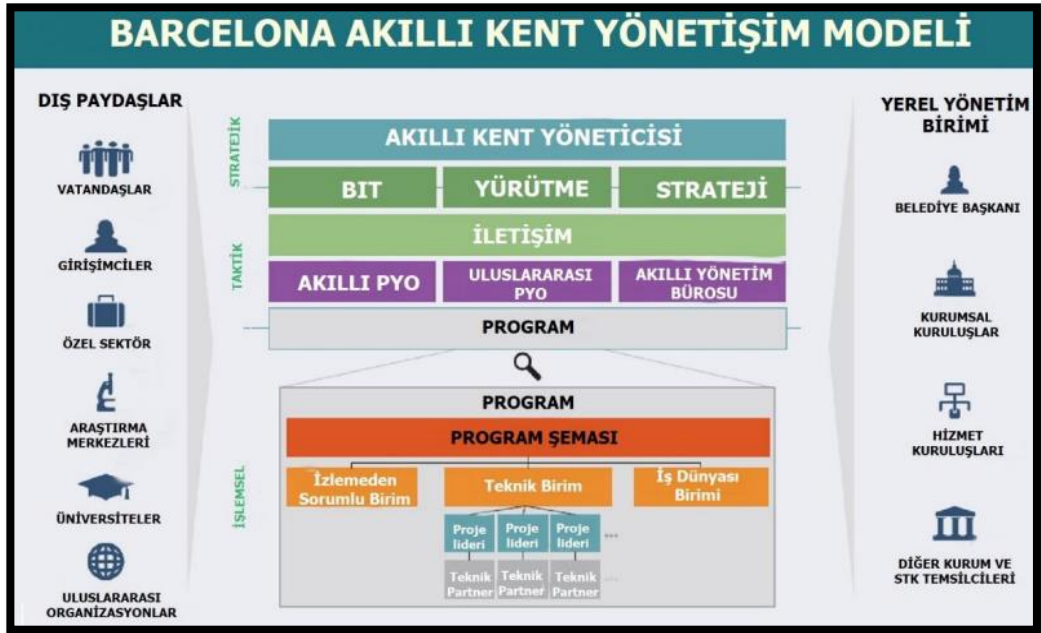 BARCELONA AKILLI KENT YÖNETİŞİM MODELİ
DIŞ PAYDAŞLAR
VATANDAŞLAR
GİRİŞİMCİLER
ÖZEL SEKTÖR
ARAŞTIRMA
MERKEZLERİ
ÜNİVERSİTELER
ULUSLARARASI
ORGANİZASYONLAR
STRATEJİK
AKILLI KENT YÖNETİCİSİ
BIT
YÜRÜTME
STRATEJİ
TAKTİK
İLETİŞİM
AKILLI PYO
ULUSLARARASI
PYO
AKILLI YÖNETİM
BÜROSU
PROGRAM
İŞLEMSEL
PROGRAM
PROGRAM ŞEMASI
İzlemeden
Sorumlu Birim
Teknik Birim
İş Dünyası
Birimi
Proje
lideri
Proje
lideri
Proje
lideri
...
Teknik
Partner
Teknik
Partner
Teknik
Partner
...
YEREL YÖNETİM
BİRİMİ
BELEDİYE BAŞKANI
KURUMSAL
KURULUŞLAR
HİZMET
KURULUŞLARI
DİĞER KURUM VE
STK TEMSİLCİLERİ